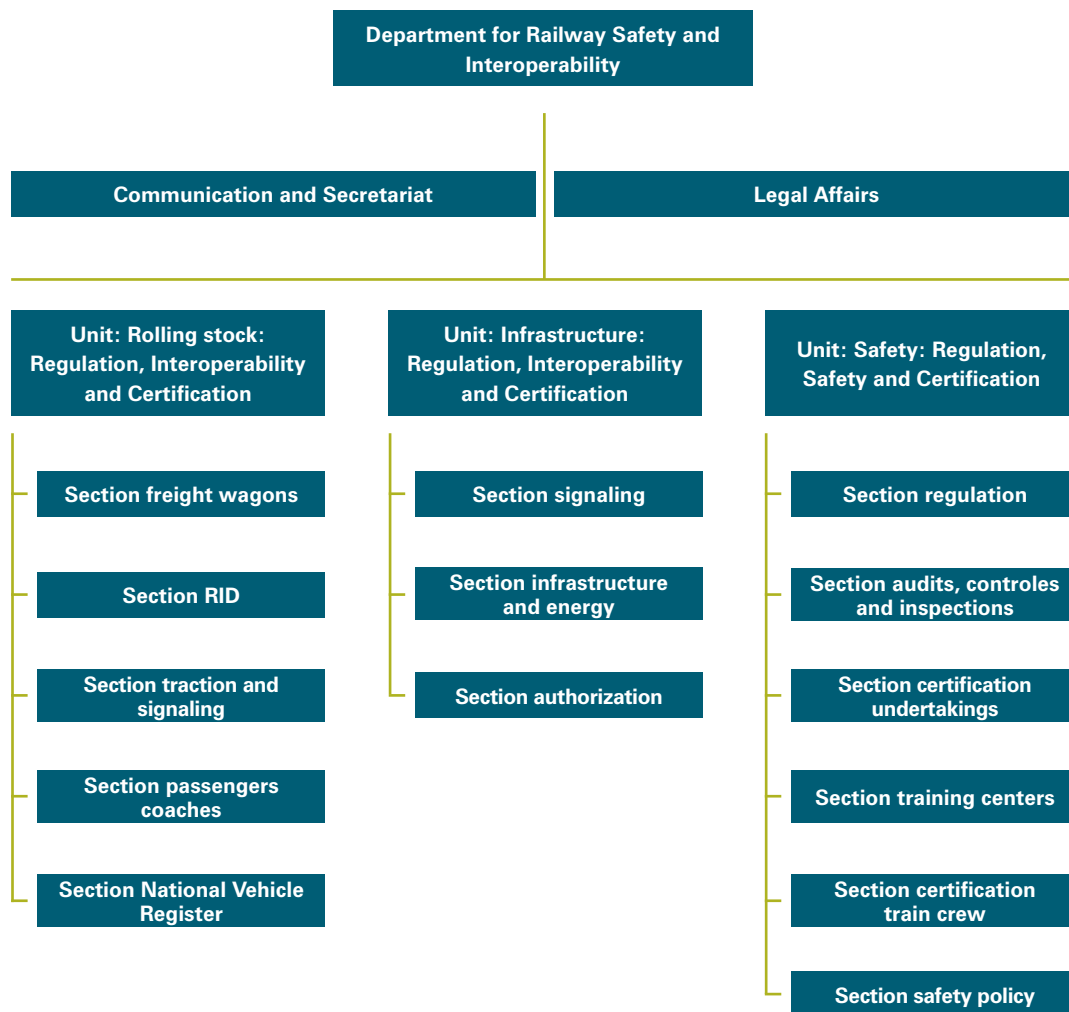 Department for Railway Safety and
Interoperability
Communication and Secretariat
Legal Affairs
Unit: Rolling stock:
Regulation, Interoperability
and Certification
Unit: Infrastructure:
Regulation, Interoperability
and Certification
Unit: Safety: Regulation,
Safety and Certification
Section freight wagons
Section RID
Section traction and
signaling
Section passengers
coaches
Section National Vehicle
Register
Section signaling
Section infrastructure
and energy
Section authorization
Section regulation
Section audits, controles
and inspections
Section certification
undertakings
Section training centers
Section certification
train crew
Section safety policy